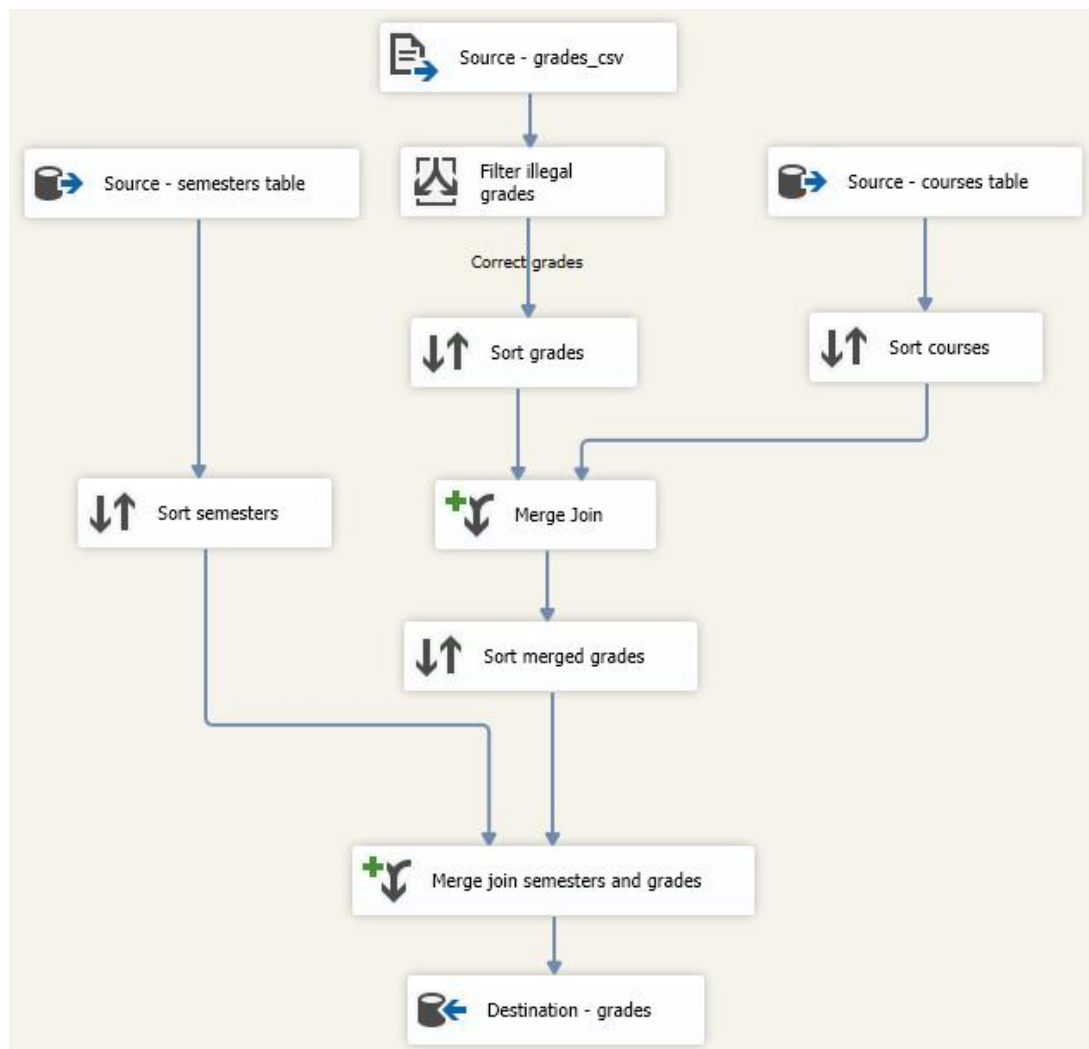 Source - grades_csv
Source - semesters table
Filter illegal
grades
Source - courses table
Correct grades
Sort grades
Sort courses
Sort semesters
Merge Join
Sort merged grades
Merge join semesters and grades
Destination - grades